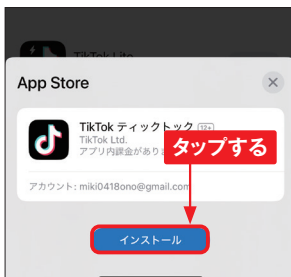 TikTok Lite
App Store
TikTok ティックトック 12+
TikTok Ltd.
アプリ内課金があり
タップする
アカウント: miki0418ono@gmail.com
インストール